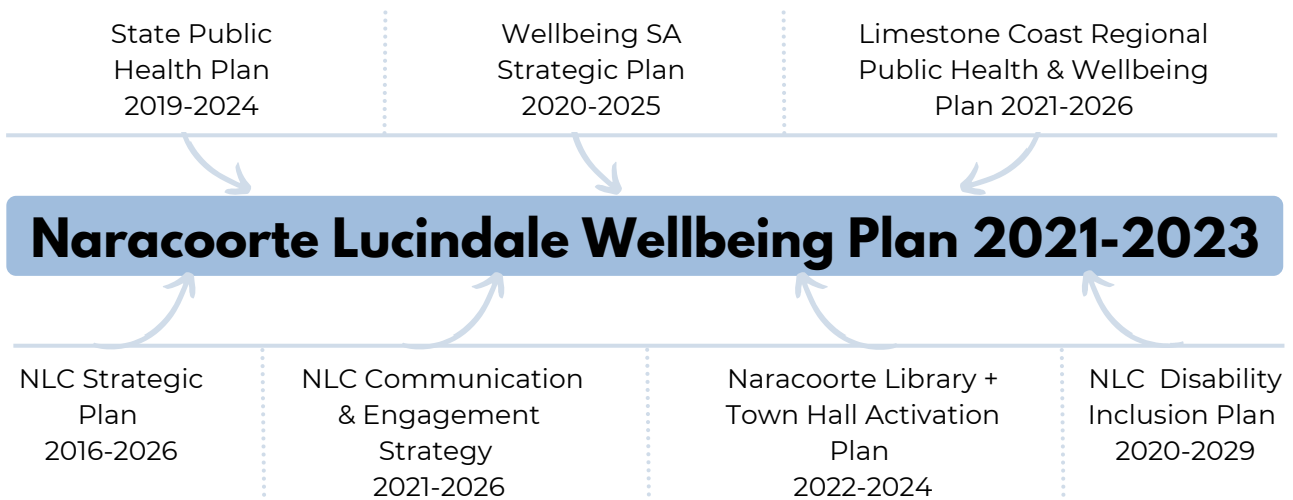 State Public
Health Plan
2019-2024
Wellbeing SA
Strategic Plan
2020-2025
Limestone Coast Regional
Public Health & Wellbeing
Plan 2021-2026
Naracoorte Lucindale Wellbeing Plan 2021-2023
NLC Strategic
Plan
2016-2026
NLC Communication
& Engagement
Strategy
2021-2026
Naracoorte Library +
Town Hall Activation
Plan
2022-2024
NLC Disability
Inclusion Plan
2020-2029